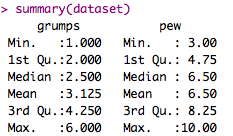 > summary(dataset)
grumps pew
Min. :1.000 Min. : 3.00
1st Qu.:2.000 1st Qu.: 4.75
Median :2.500 Median : 6.50
Mean :3.125 Mean : 6.50
3rd Qu.:4.250 3rd Qu.: 8.25
Max. :6.000 Max. :10.00